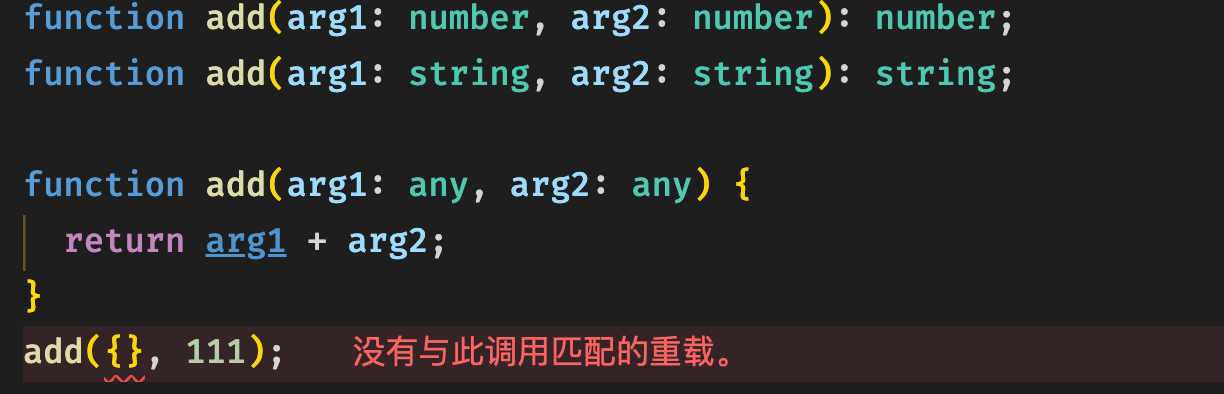 function add(arg1: number, arg2: number): number;
function add(arg1: string, arg2: string): string;
function add(arg1: any, arg2: any) {
return arg1 + arg2;
}
add({}, 111); 没有与此调用匹配的重载。